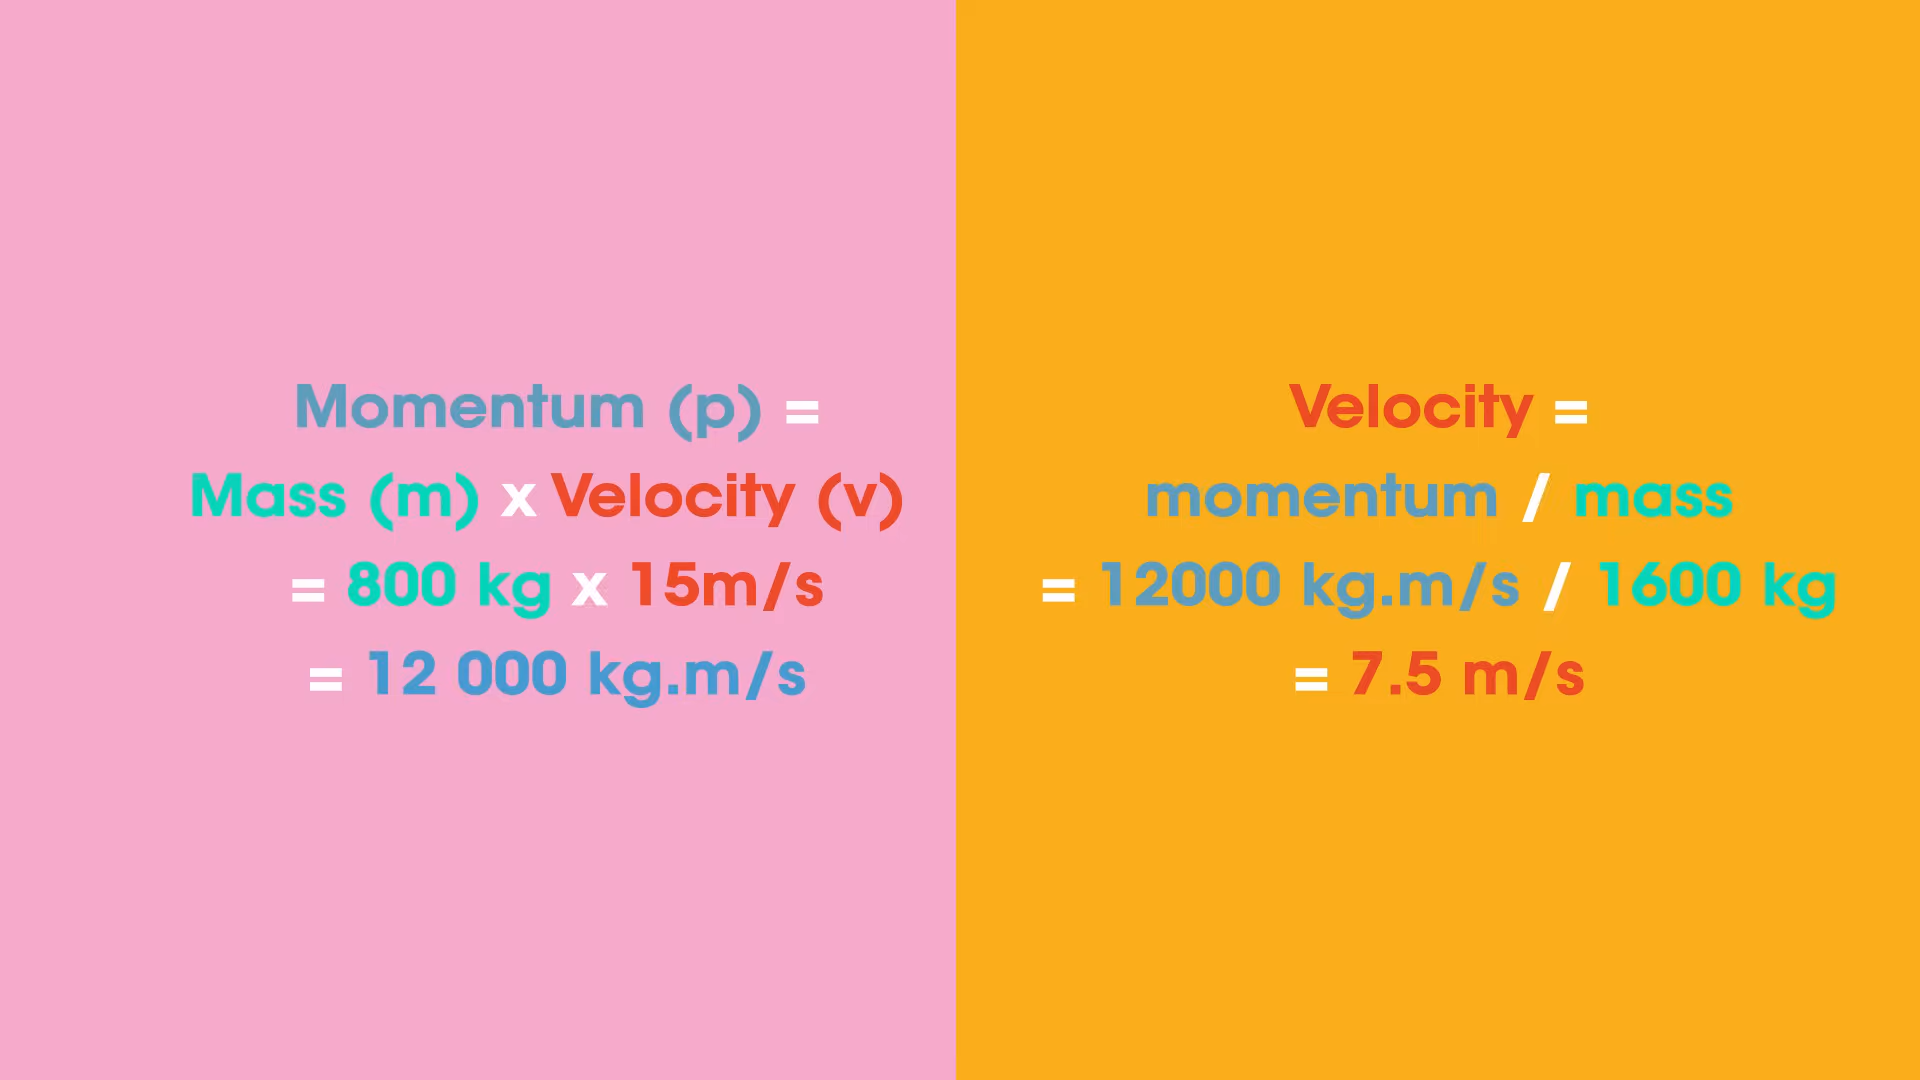 Momentum (p) =
Mass (m) x Velocity (v)
= 800 kg x 15m/s
= 12 000 kg.m/s
Velocity =
momentum / mass
= 12000 kg.m/s / 1600 kg
= 7.5 m/s